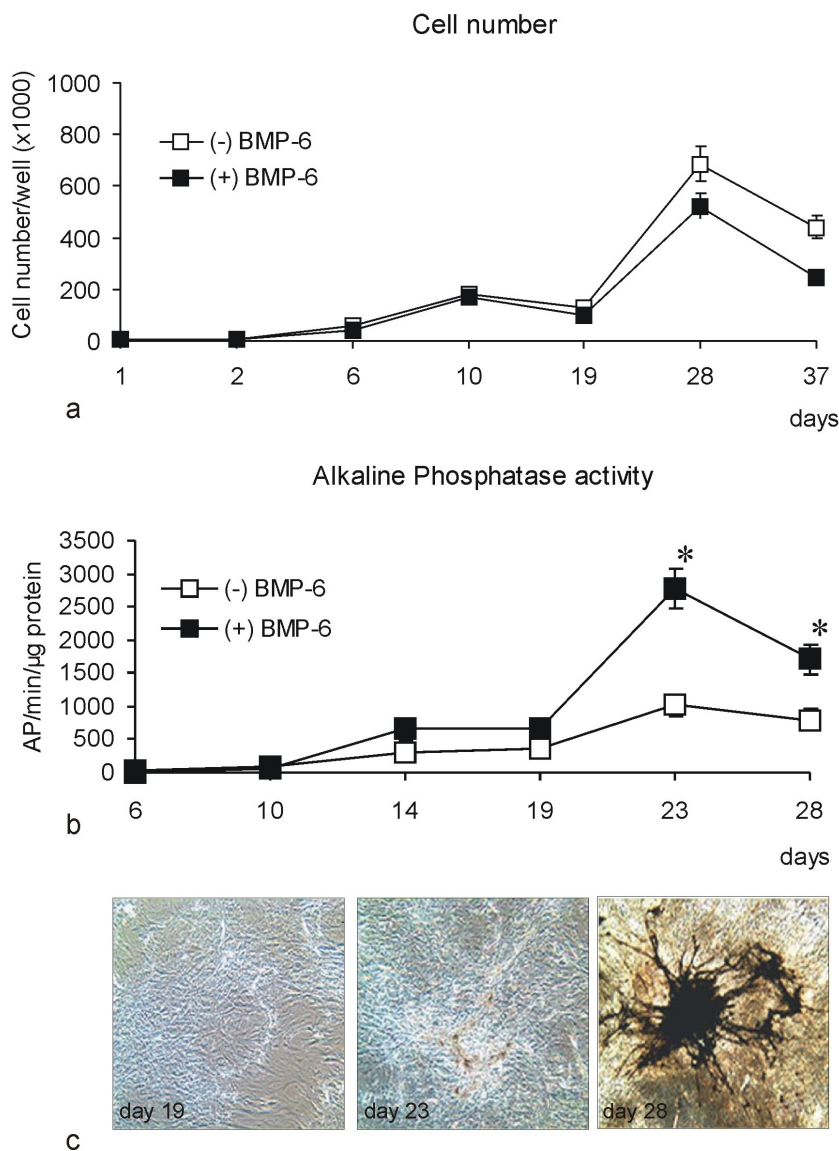 Cell number
Cell number/well (x1000)
1000
800
600
400
200
0
(-) BMP-6
(+) BMP-6
1 2 6 10 19 28 37
days
a
Alkaline Phosphatase activity
AP/min/µg protein
3500
3000
2500
2000
1500
1000
500
0
(-) BMP-6
(+) BMP-6
*
*
6 10 14 19 23 28
days
b
day 19 day 23 day 28
c